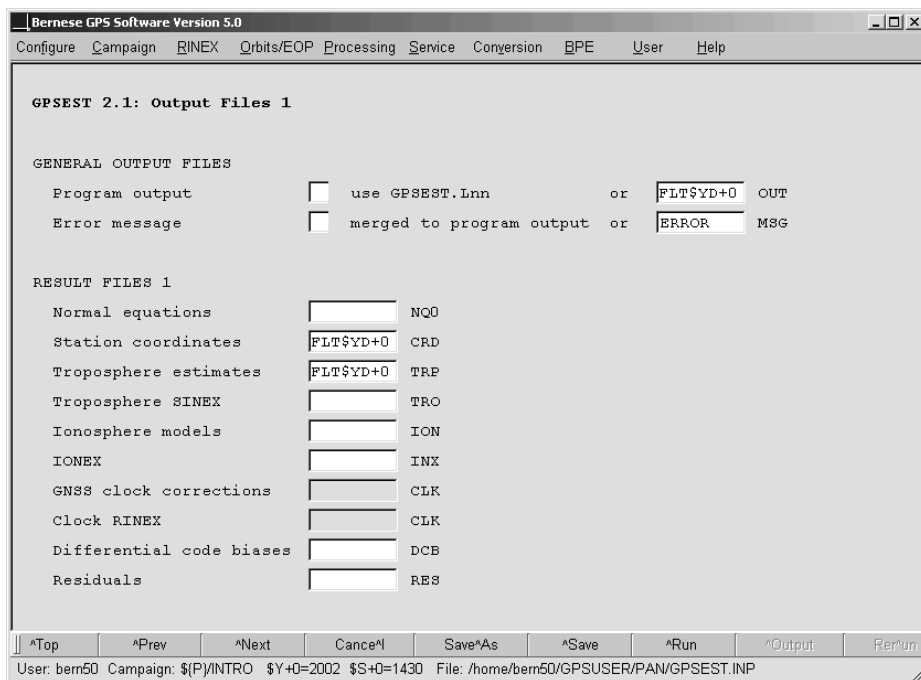 Bernese GPS Software Version 5.0
Configure Campaign RINEX Orbits/EOP Processing Service Conversion BPE User Help
GPSEST 2.1: Output Files 1
GENERAL OUTPUT FILES
Program output use GPSEST.Lnn or FLT$YD+0 OUT
Error message merged to program output or ERROR MSG
RESULT FILES 1
Normal equations NQ0
Station coordinates FLT$YD+0 CRD
Troposphere estimates FLT$YD+0 TRP
Troposphere SINEX TRO
Ionosphere models ION
IONEX INX
GNSS clock corrections CLK
Clock RINEX CLK
Differential code biases DCB
Residuals RES
^Top ^Prev ^Next Cance^l Save^As ^Save ^Run ^Output Rer^un
User: bern50 Campaign: ${P}/INTRO $Y+0=2002 $S+0=1430 File: /home/bern50/GPSUSER/PAN/GPSEST.INP